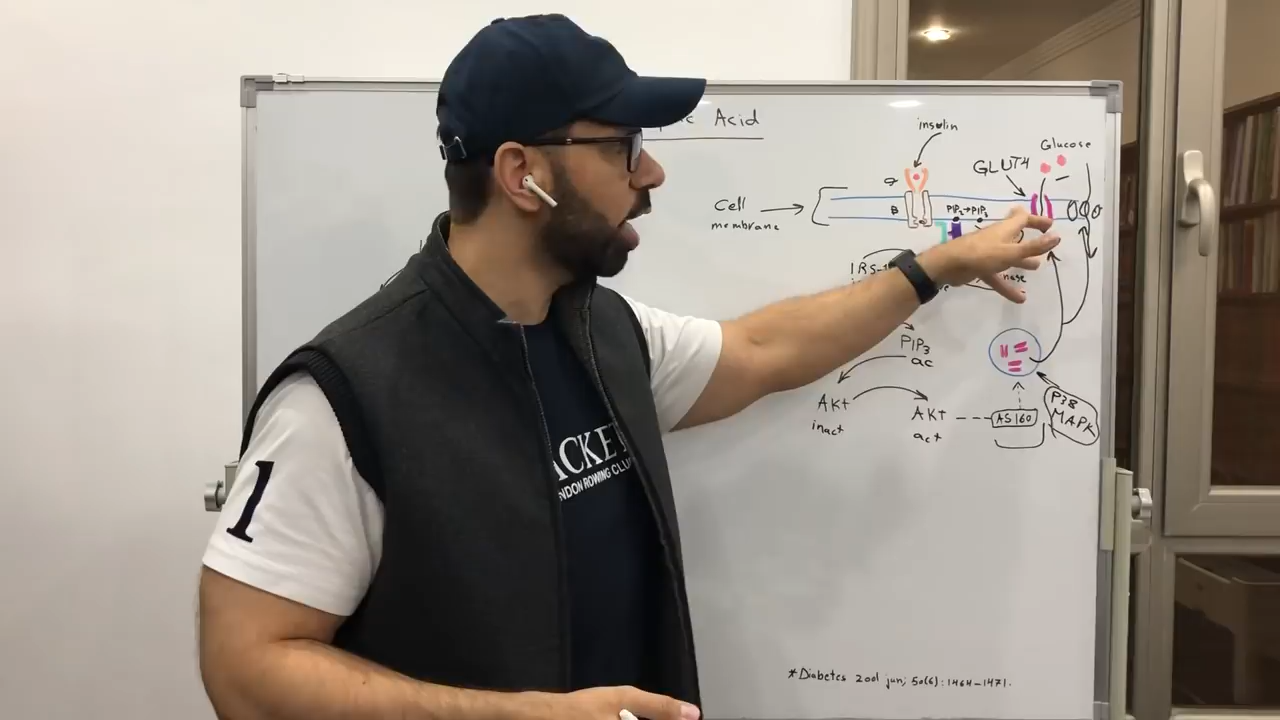 Acid
insulin
Glucose
GLUT4
α
Cell
membrane
β
PIP₂→PIP₃
IRS-1
PIP₃
ac
AKt
inact
AKt
act
AS160
P38
MAPK
1
ACKET
NDON ROWING CLU
*Diabetes 2001 jun; 50(6):1464-1471.